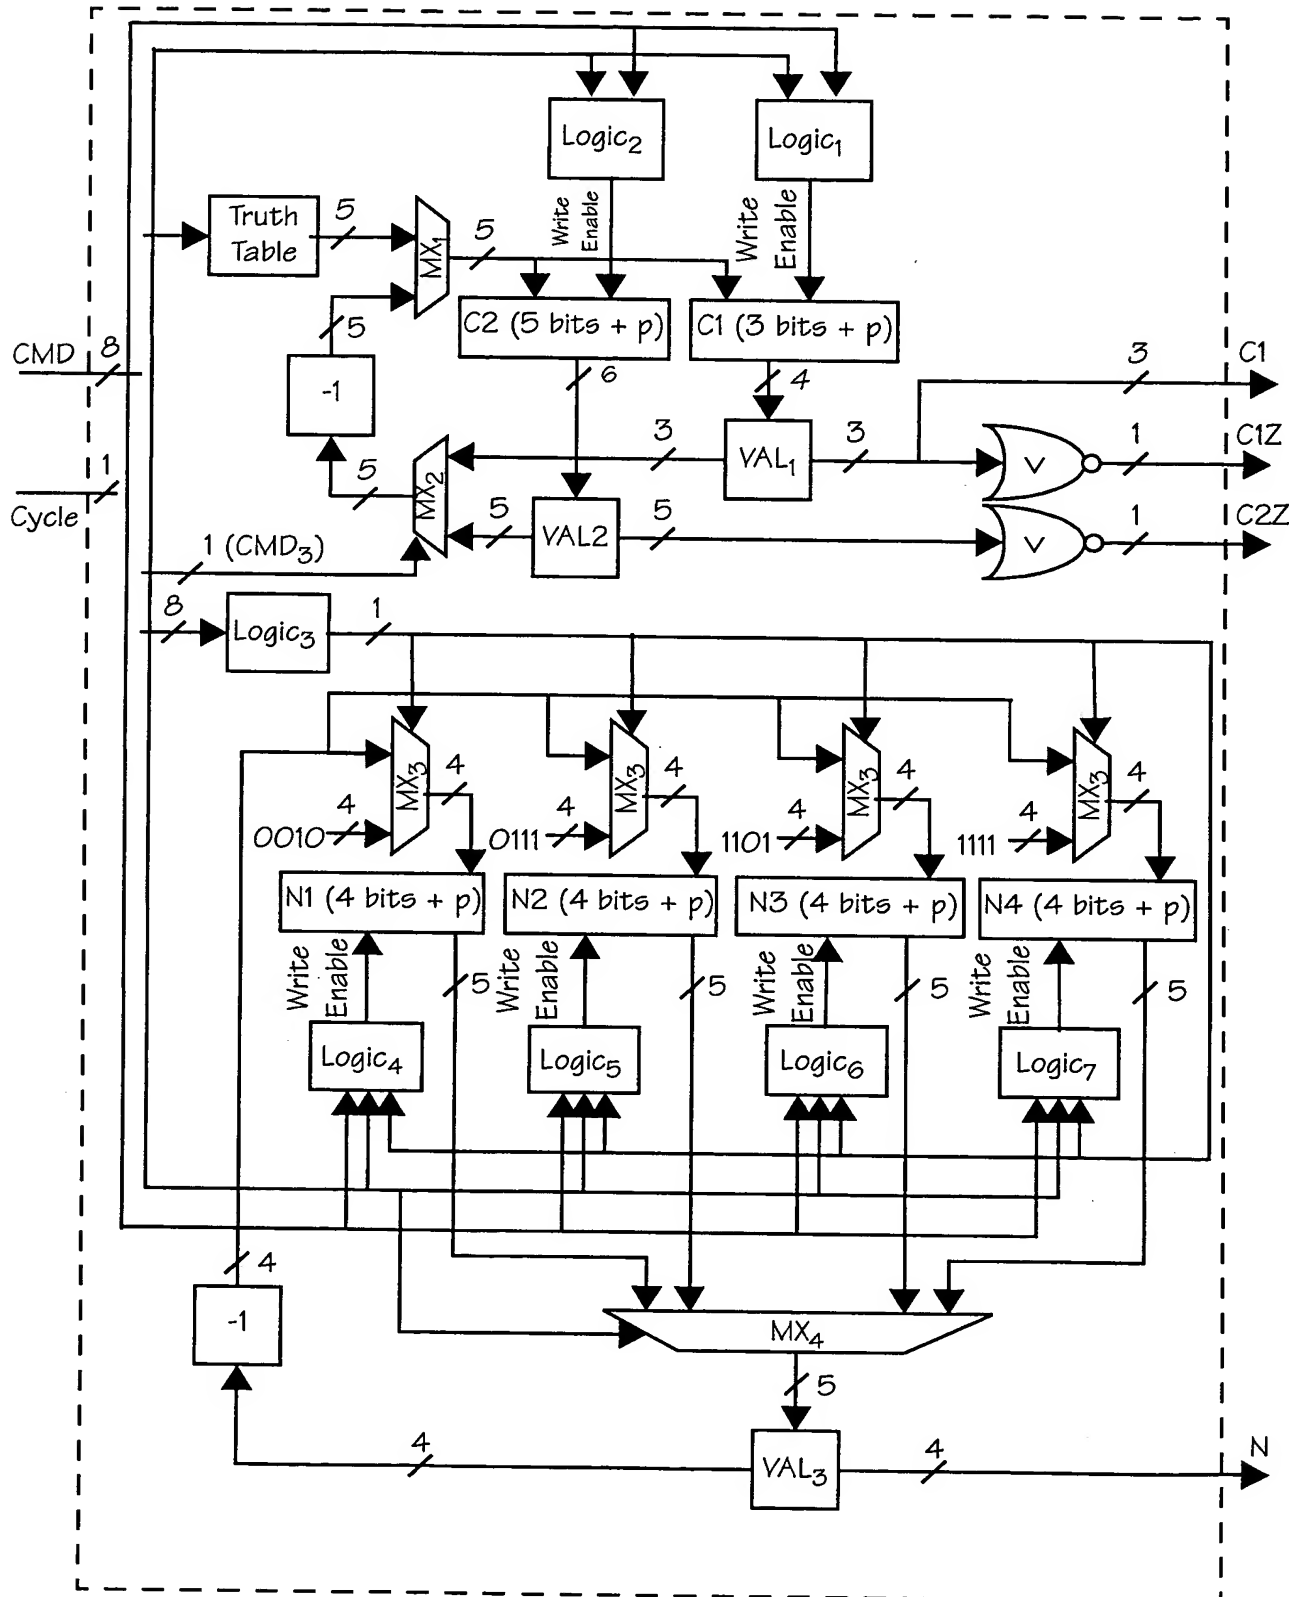 Logic2
Logic1
Write
Enable
Write
Enable
Truth
Table
5
MX1
5
C2 (5 bits + p)
C1 (3 bits + p)
5
CMD
8
-1
6
4
3
C1
3
VAL1
3
V
1
C1Z
1
Cycle
MX2
5
5
VAL2
5
V
1
C2Z
1 (CMD3)
8
Logic3
1
MX3
4
MX3
4
MX3
4
MX3
4
4
0010
4
0111
4
1101
4
1111
N1 (4 bits + p)
N2 (4 bits + p)
N3 (4 bits + p)
N4 (4 bits + p)
Write
Enable
5
Write
Enable
5
Write
Enable
5
Write
Enable
5
Logic4
Logic5
Logic6
Logic7
4
-1
MX4
5
4
VAL3
4
N